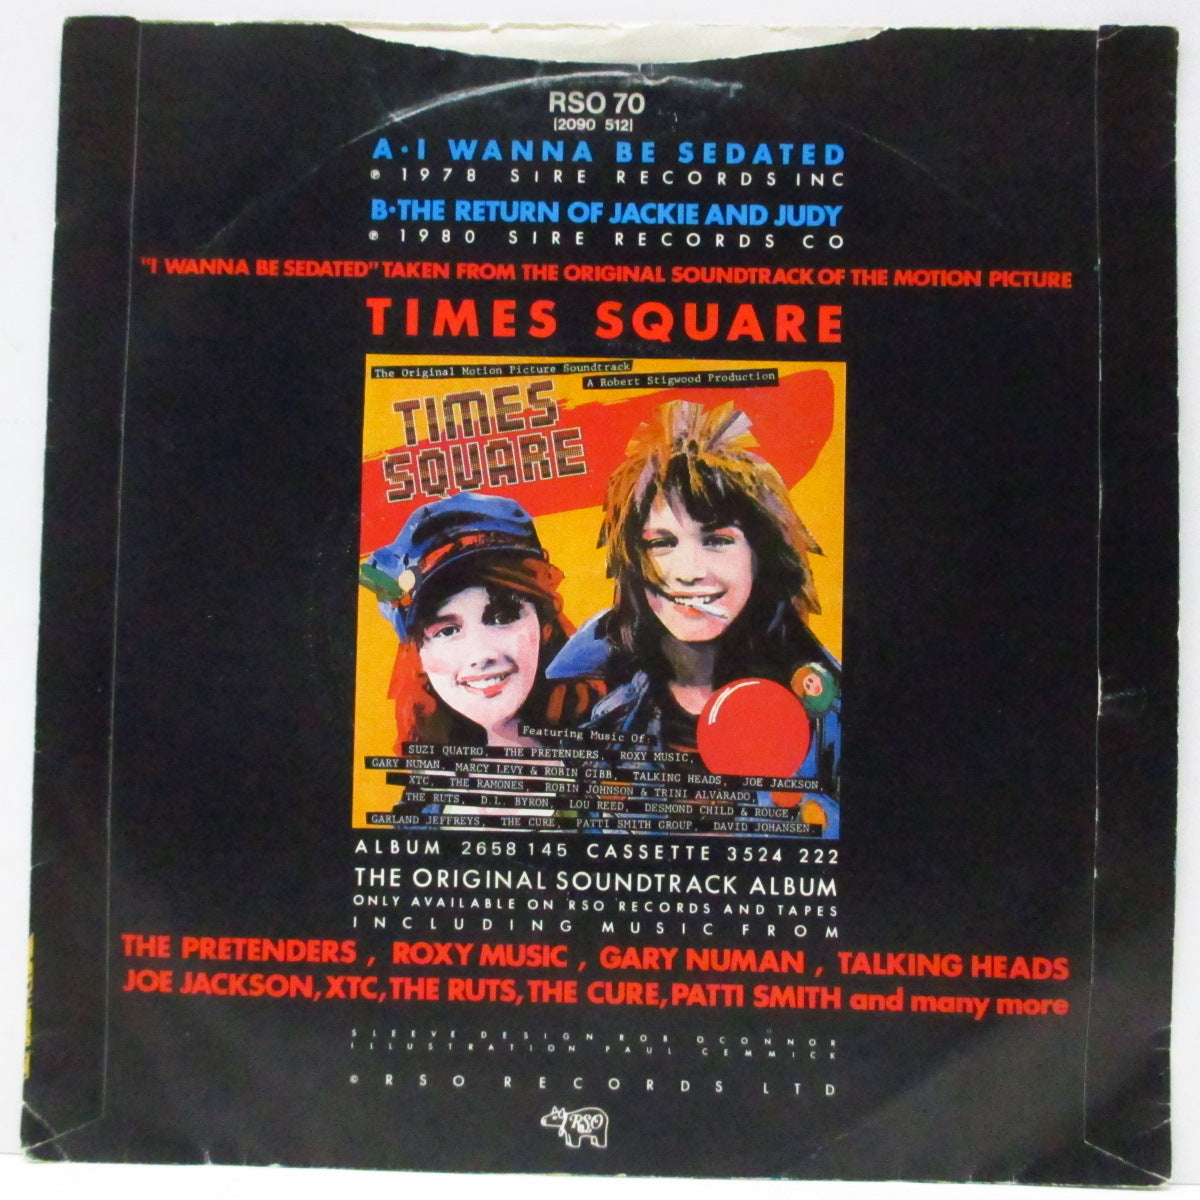 RSO 70
[2090 512]
A • I WANNA BE SEDATED
℗ 1978 SIRE RECORDS INC
B • THE RETURN OF JACKIE AND JUDY
℗ 1980 SIRE RECORDS CO
"I WANNA BE SEDATED" TAKEN FROM THE ORIGINAL SOUNDTRACK OF THE MOTION PICTURE
TIMES SQUARE
The Original Motion Picture Soundtrack
A Robert Stigwood Production
TIMES
SQUARE
Featuring Music Of:
SUZI QUATRO, THE PRETENDERS, ROXY MUSIC,
GARY NUMAN, MARCY LEVY & ROBIN GIBB, TALKING HEADS, JOE JACKSON,
XTC, THE RAMONES, ROBIN JOHNSON & TRINI ALVARADO,
THE RUTS, D.L. BYRON, LOU REED, DESMOND CHILD & ROUGE,
GARLAND JEFFREYS, THE CURE, PATTI SMITH GROUP, DAVID JOHANSEN.
ALBUM 2658 145 CASSETTE 3524 222
THE ORIGINAL SOUNDTRACK ALBUM
ONLY AVAILABLE ON RSO RECORDS AND TAPES
INCLUDING MUSIC FROM
THE PRETENDERS, ROXY MUSIC, GARY NUMAN, TALKING HEADS
JOE JACKSON, XTC, THE RUTS, THE CURE, PATTI SMITH and many more
SLEEVE DESIGN ROB OCONNOR
ILLUSTRATION PAUL CEMMICK
© RSO RECORDS LTD
RSO